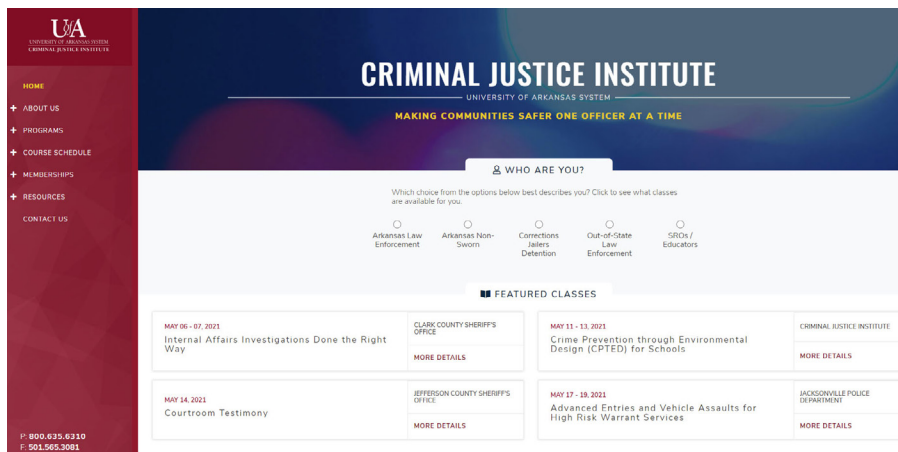 UofA
UNIVERSITY OF ARKANSAS SYSTEM
CRIMINAL JUSTICE INSTITUTE
HOME
+ ABOUT US
+ PROGRAMS
+ COURSE SCHEDULE
+ MEMBERSHIPS
+ RESOURCES
CONTACT US
P: 800.635.6310
F: 501.565.3081
CRIMINAL JUSTICE INSTITUTE
UNIVERSITY OF ARKANSAS SYSTEM
MAKING COMMUNITIES SAFER ONE OFFICER AT A TIME
WHO ARE YOU?
Which choice from the options below best describes you? Click to see what classes
are available for you.
Arkansas Law
Enforcement
Arkansas Non-
Sworn
Corrections
Jailers
Detention
Out-of-State
Law
Enforcement
SROs /
Educators
FEATURED CLASSES
MAY 06 - 07, 2021
Internal Affairs Investigations Done the Right
Way
CLARK COUNTY SHERIFF'S
OFFICE
MORE DETAILS
MAY 11 - 13, 2021
Crime Prevention through Environmental
Design (CPTED) for Schools
CRIMINAL JUSTICE INSTITUTE
MORE DETAILS
MAY 14, 2021
Courtroom Testimony
JEFFERSON COUNTY SHERIFF'S
OFFICE
MORE DETAILS
MAY 17 - 19, 2021
Advanced Entries and Vehicle Assaults for
High Risk Warrant Services
JACKSONVILLE POLICE
DEPARTMENT
MORE DETAILS